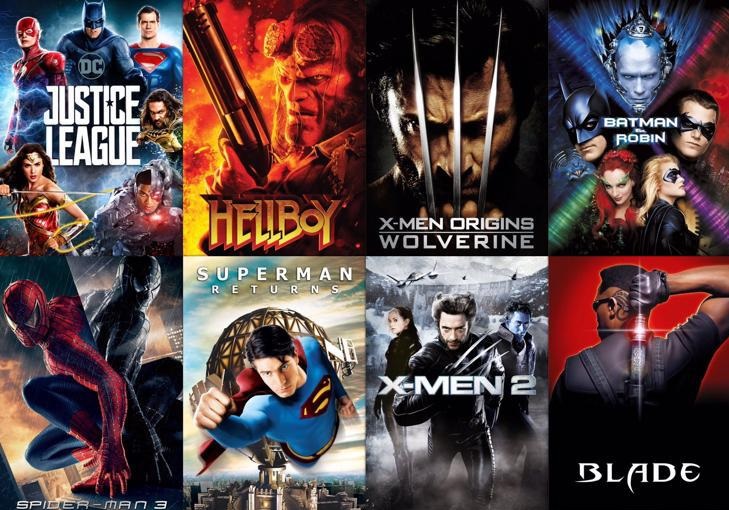 DC
JUSTICE
LEAGUE
HELLBOY
X-MEN ORIGINS
WOLVERINE
BATMAN
&
ROBIN
SPIDER-MAN 3
SUPERMAN
RETURNS
X-MEN 2
BLADE